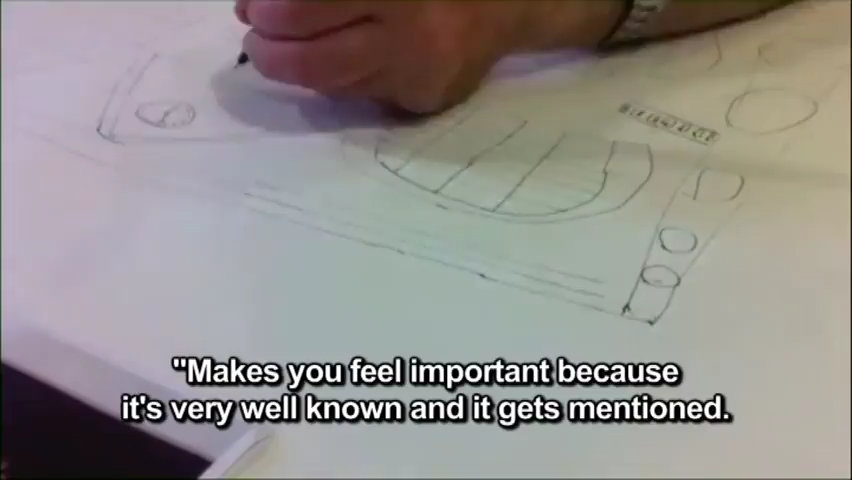 "Makes you feel important because
it's very well known and it gets mentioned.